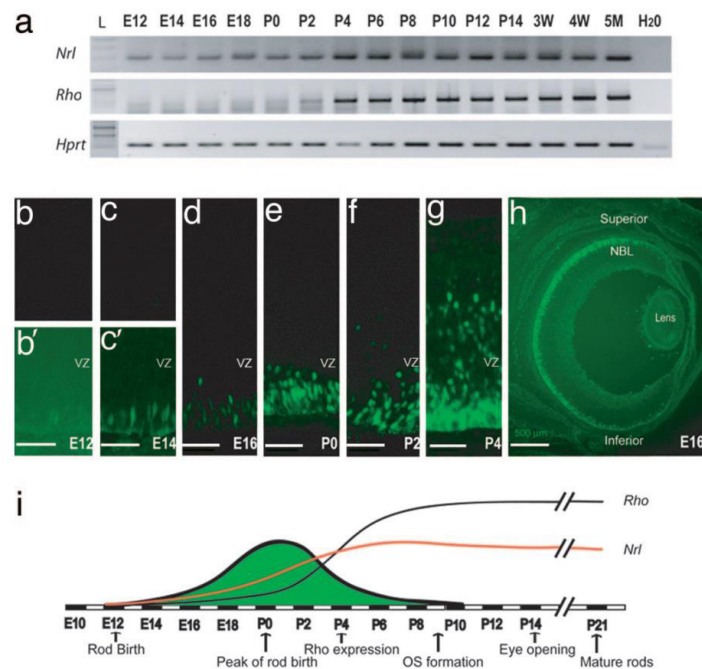 a
L E12 E14 E16 E18 P0 P2 P4 P6 P8 P10 P12 P14 3W 4W 5M H20
Nrl
Rho
Hprt
b c d e f g h
Superior
NBL
Lens
b' VZ c' VZ VZ VZ VZ VZ
500 µm Inferior
E12 E14 E16 P0 P2 P4 E16
i
Rho
Nrl
E10 E12 E14 E16 E18 P0 P2 P4 P6 P8 P10 P12 P14 P21
Rod Birth Rho expression Eye opening
Peak of rod birth OS formation Mature rods